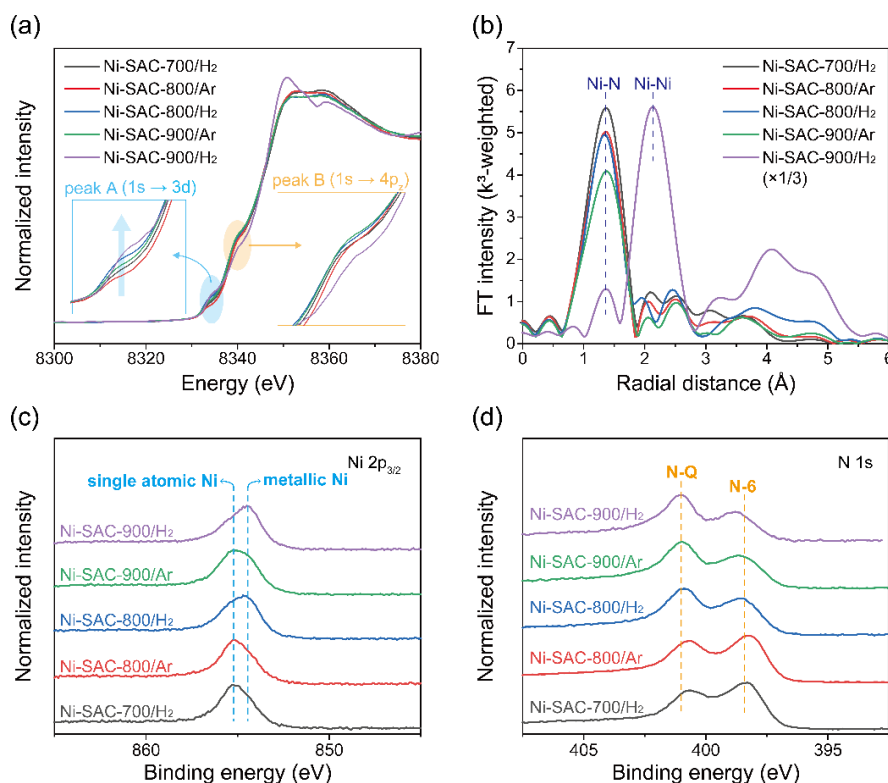 (a)
Normalized intensity
Ni-SAC-700/H₂
Ni-SAC-800/Ar
Ni-SAC-800/H₂
Ni-SAC-900/Ar
Ni-SAC-900/H₂
peak A (1s → 3d)
peak B (1s → 4p_z)
8300 8320 8340 8360 8380
Energy (eV)
(b)
FT intensity (k³-weighted)
7
6
5
4
3
2
1
0
Ni-N Ni-Ni
Ni-SAC-700/H₂
Ni-SAC-800/Ar
Ni-SAC-800/H₂
Ni-SAC-900/Ar
Ni-SAC-900/H₂
(×1/3)
0 1 2 3 4 5 6
Radial distance (Å)
(c)
Normalized intensity
Ni 2p₃/₂
single atomic Ni metallic Ni
Ni-SAC-900/H₂
Ni-SAC-900/Ar
Ni-SAC-800/H₂
Ni-SAC-800/Ar
Ni-SAC-700/H₂
860 850
Binding energy (eV)
(d)
Normalized intensity
N 1s
N-Q N-6
Ni-SAC-900/H₂
Ni-SAC-900/Ar
Ni-SAC-800/H₂
Ni-SAC-800/Ar
Ni-SAC-700/H₂
405 400 395
Binding energy (eV)